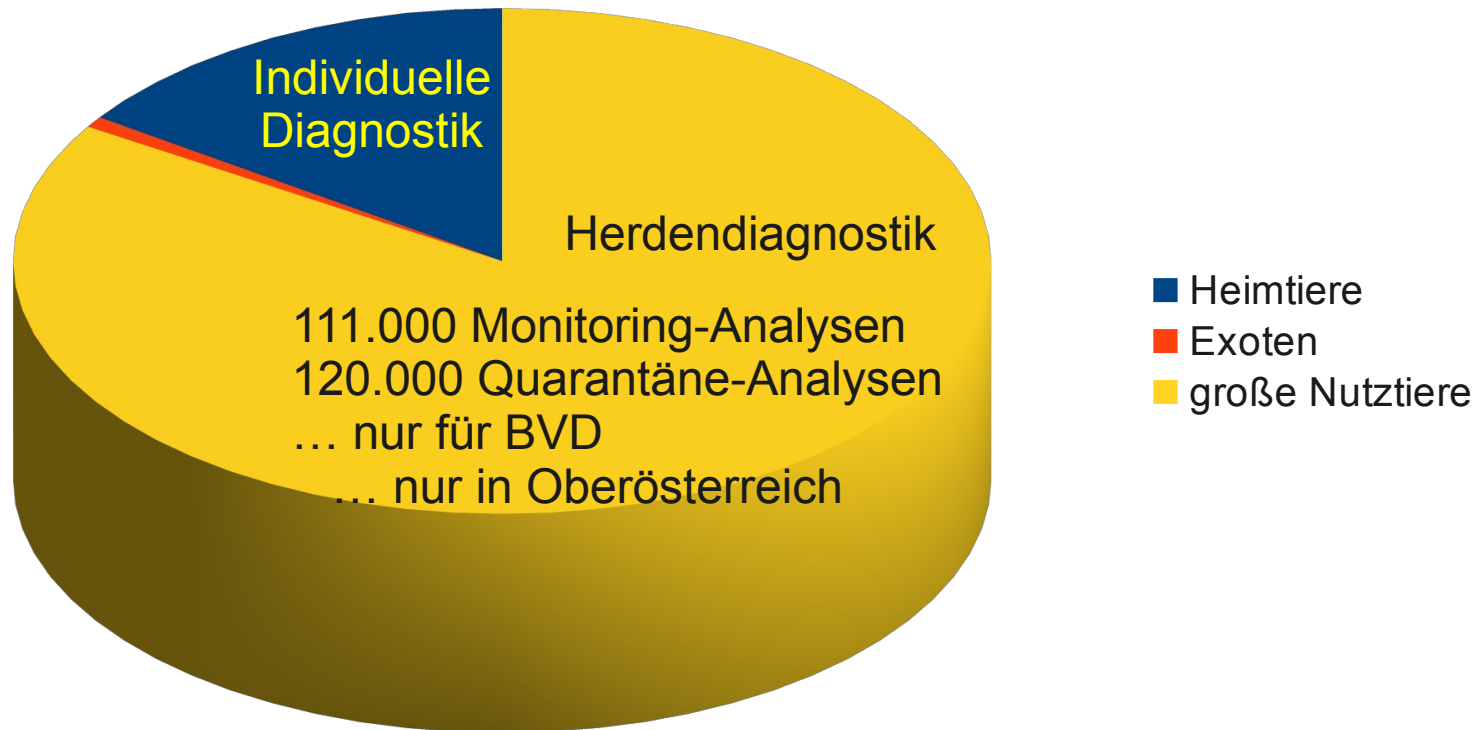 Individuelle
Diagnostik
Herdendiagnostik
111.000 Monitoring-Analysen
120.000 Quarantäne-Analysen
… nur für BVD
… nur in Oberösterreich
Heimtiere
Exoten
große Nutztiere